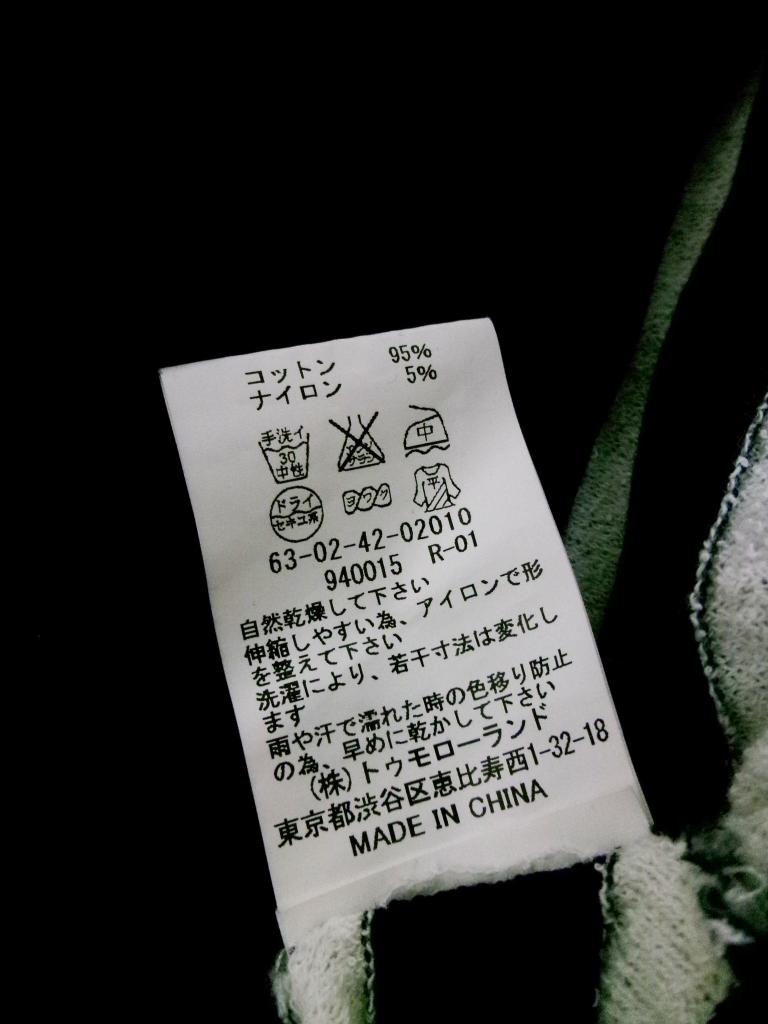 コットン 95%
ナイロン 5%
手洗イ
30
中性
エンソ
サラシ
中
ドライ
セキユ系
ヨワク
平
63-02-42-02010
940015 R-01
自然乾燥して下さい
伸縮しやすい為、アイロンで形
を整えて下さい
洗濯により、若干寸法は変化し
ます
雨や汗で濡れた時の色移り防止
の為、早めに乾かして下さい
(株)トゥモローランド
東京都渋谷区恵比寿西1-32-18
MADE IN CHINA